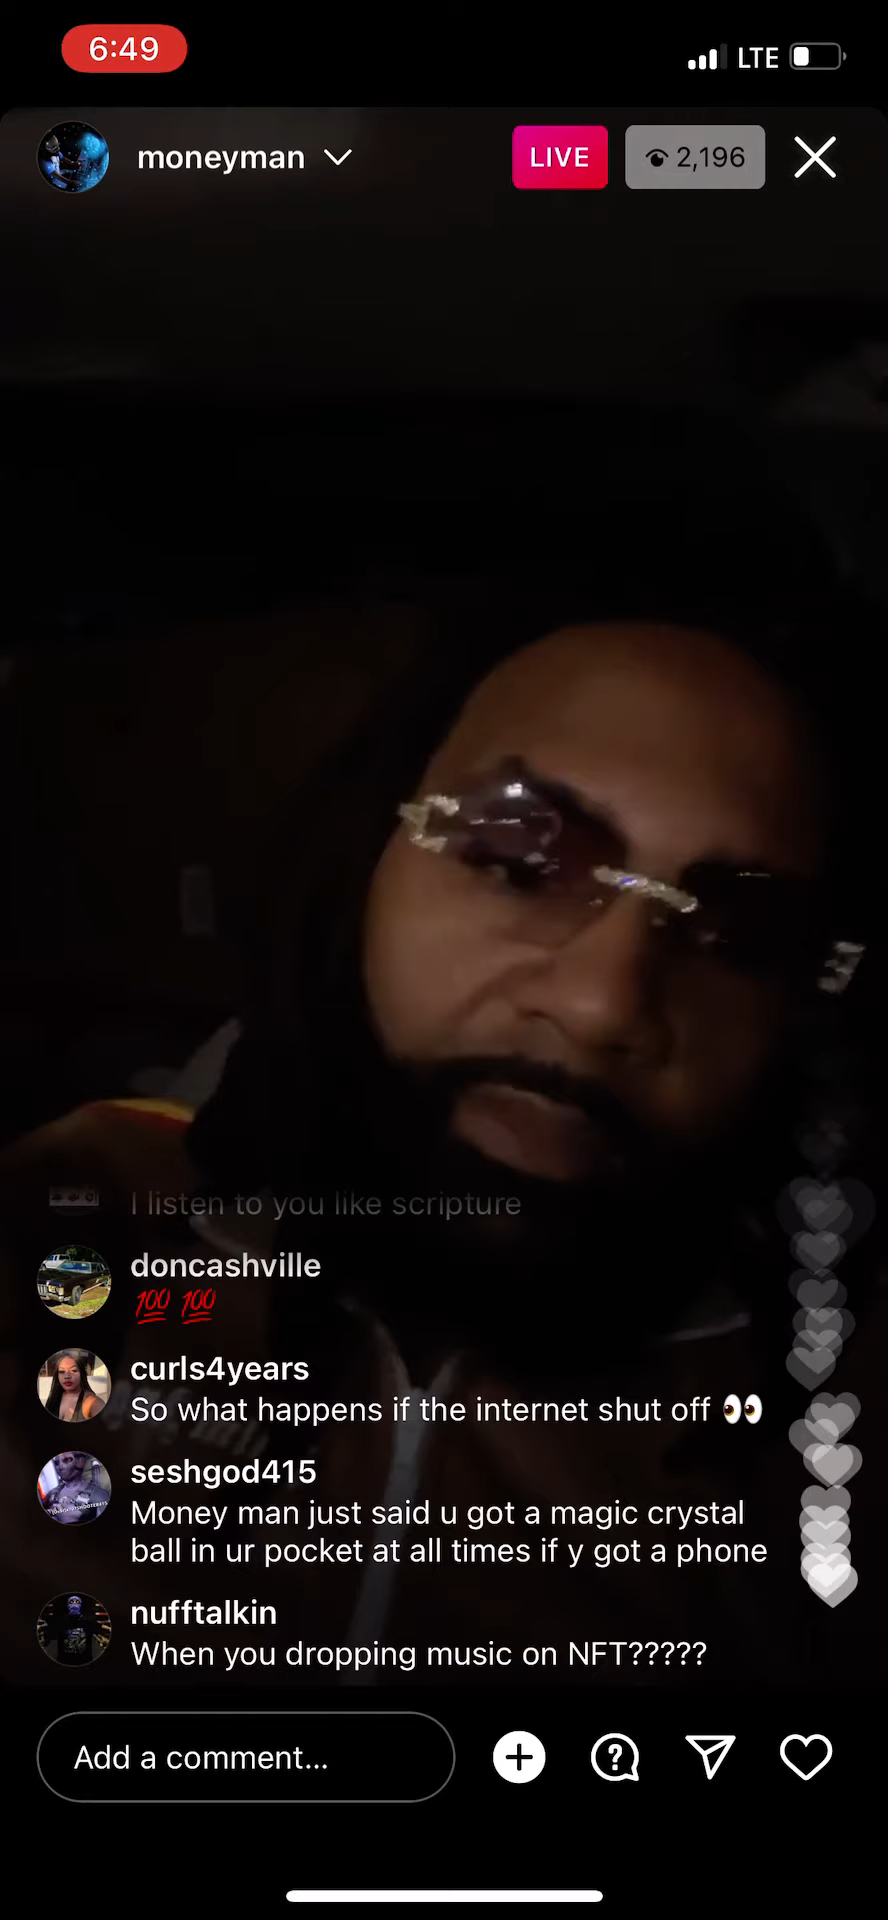 6:49
LTE
moneyman
LIVE
2,196
I listen to you like scripture
doncashville
💯 💯
curls4years
So what happens if the internet shut off 👀
seshgod415
Money man just said u got a magic crystal
ball in ur pocket at all times if y got a phone
nufftalkin
When you dropping music on NFT?????
Add a comment...